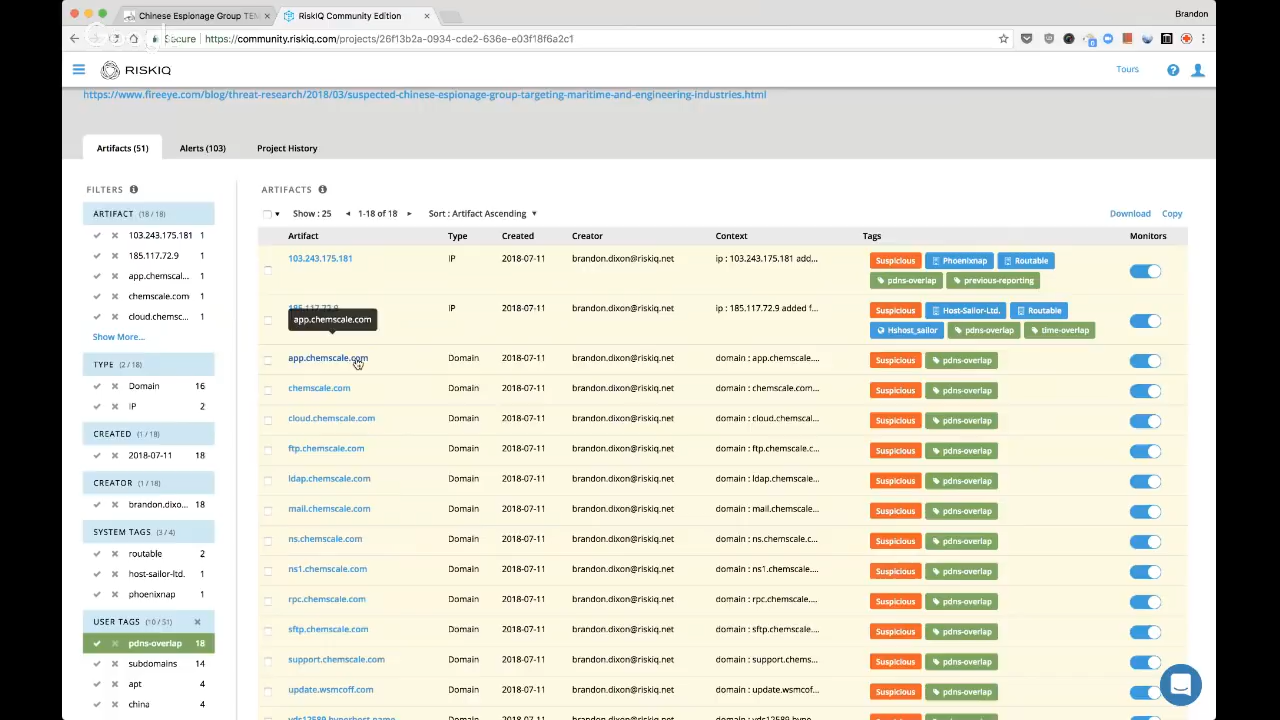 Chinese Espionage Group TEM
RiskIQ Community Edition
Brandon
Secure
https://community.riskiq.com/projects/26f13b2a-0934-cde2-636e-e03f18f6a2c1
RISKIQ
Tours
https://www.fireeye.com/blog/threat-research/2018/03/suspected-chinese-espionage-group-targeting-maritime-and-engineering-industries.html
Artifacts (51) Alerts (103) Project History
FILTERS
ARTIFACT (18 / 18)
103.243.175.181 1
185.117.72.9 1
app.chemscal... 1
chemscale.com 1
cloud.chemsc... 1
Show More...
TYPE (2 / 18)
Domain 16
IP 2
CREATED (1 / 18)
2018-07-11 18
CREATOR (1 / 18)
brandon.dixo... 18
SYSTEM TAGS (3 / 4)
routable 2
host-sailor-ltd. 1
phoenixnap 1
USER TAGS (10 / 51)
pdns-overlap 18
subdomains 14
apt 4
china 4
ARTIFACTS
Show : 25 1-18 of 18 Sort : Artifact Ascending Download Copy
Artifact Type Created Creator Context Tags Monitors
103.243.175.181 IP 2018-07-11 brandon.dixon@riskiq.net ip : 103.243.175.181 add... Suspicious Phoenixnap Routable
pdns-overlap previous-reporting
185.117.72.9 IP 2018-07-11 brandon.dixon@riskiq.net ip : 185.117.72.9 added f... Suspicious Host-Sailor-Ltd. Routable
app.chemscale.com
Hshost_sailor pdns-overlap time-overlap
app.chemscale.com Domain 2018-07-11 brandon.dixon@riskiq.net domain : app.chemscale.... Suspicious pdns-overlap
chemscale.com Domain 2018-07-11 brandon.dixon@riskiq.net domain : chemscale.com... Suspicious pdns-overlap
cloud.chemscale.com Domain 2018-07-11 brandon.dixon@riskiq.net domain : cloud.chemscal... Suspicious pdns-overlap
ftp.chemscale.com Domain 2018-07-11 brandon.dixon@riskiq.net domain : ftp.chemscale.c... Suspicious pdns-overlap
ldap.chemscale.com Domain 2018-07-11 brandon.dixon@riskiq.net domain : ldap.chemscale... Suspicious pdns-overlap
mail.chemscale.com Domain 2018-07-11 brandon.dixon@riskiq.net domain : mail.chemscale... Suspicious pdns-overlap
ns.chemscale.com Domain 2018-07-11 brandon.dixon@riskiq.net domain : ns.chemscale.c... Suspicious pdns-overlap
ns1.chemscale.com Domain 2018-07-11 brandon.dixon@riskiq.net domain : ns1.chemscale.... Suspicious pdns-overlap
rpc.chemscale.com Domain 2018-07-11 brandon.dixon@riskiq.net domain : rpc.chemscale.... Suspicious pdns-overlap
sftp.chemscale.com Domain 2018-07-11 brandon.dixon@riskiq.net domain : sftp.chemscale... Suspicious pdns-overlap
support.chemscale.com Domain 2018-07-11 brandon.dixon@riskiq.net domain : support.chems... Suspicious pdns-overlap
update.wsmcoff.com Domain 2018-07-11 brandon.dixon@riskiq.net domain : update.wsmcof... Suspicious pdns-overlap